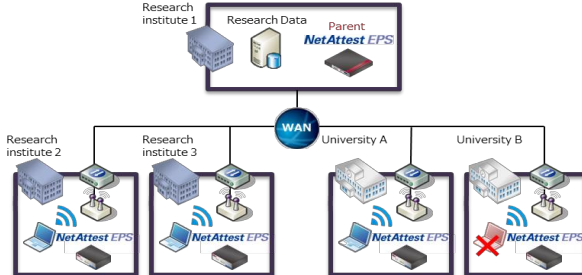 Research
institute 1
Research Data
Parent
NetAttest EPS
WAN
Research
institute 2
Research
institute 3
University A
University B
NetAttest EPS
NetAttest EPS
NetAttest EPS
NetAttest EPS